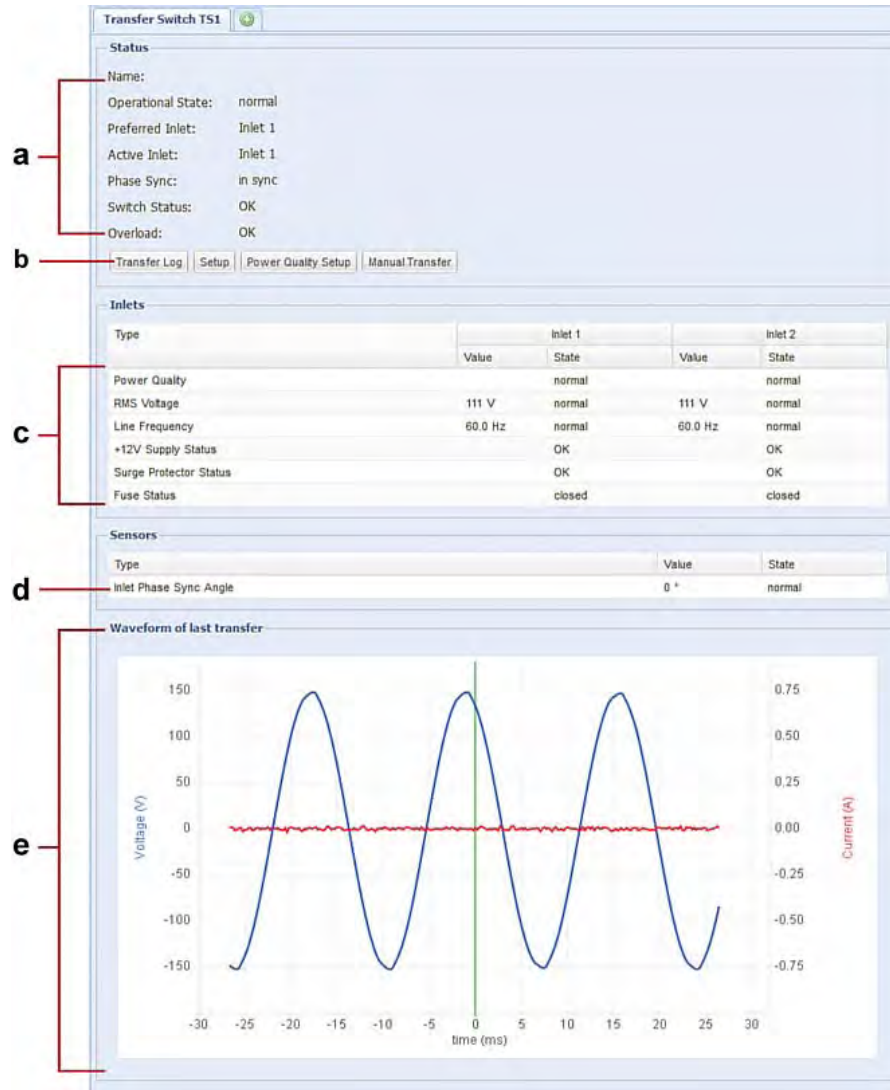 Transfer Switch TS1
Status
Name:
Operational State: normal
Preferred Inlet: Inlet 1
a Active Inlet: Inlet 1
Phase Sync: in sync
Switch Status: OK
Overload: OK
b Transfer Log Setup Power Quality Setup Manual Transfer
Inlets
Type Inlet 1 Inlet 2
Value State Value State
Power Quality normal normal
RMS Voltage 111 V normal 111 V normal
c Line Frequency 60.0 Hz normal 60.0 Hz normal
+12V Supply Status OK OK
Surge Protector Status OK OK
Fuse Status closed closed
Sensors
Type Value State
d Inlet Phase Sync Angle 0 ° normal
Waveform of last transfer
150 0.75
100 0.50
50 0.25
e Voltage (V) 0 0.00 Current (A)
-50 -0.25
-100 -0.50
-150 -0.75
-30 -25 -20 -15 -10 -5 0 5 10 15 20 25 30
time (ms)